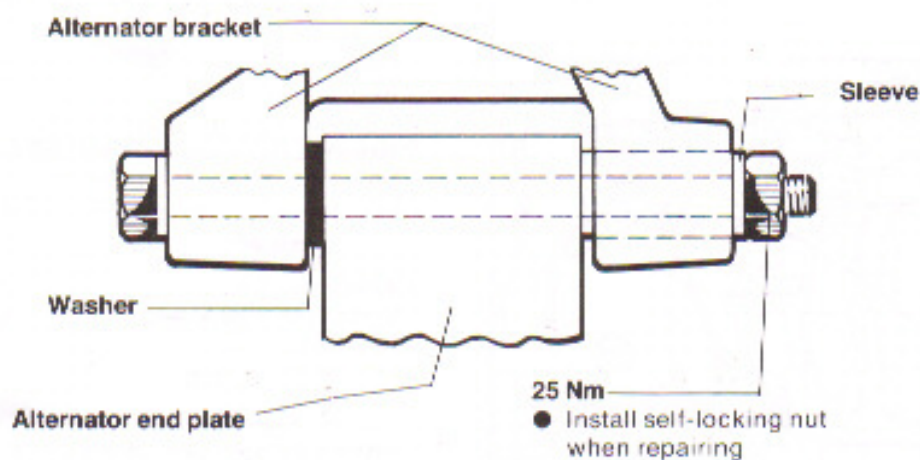 Alternator bracket
Sleeve
Washer
Alternator end plate
25 Nm
● Install self-locking nut
when repairing